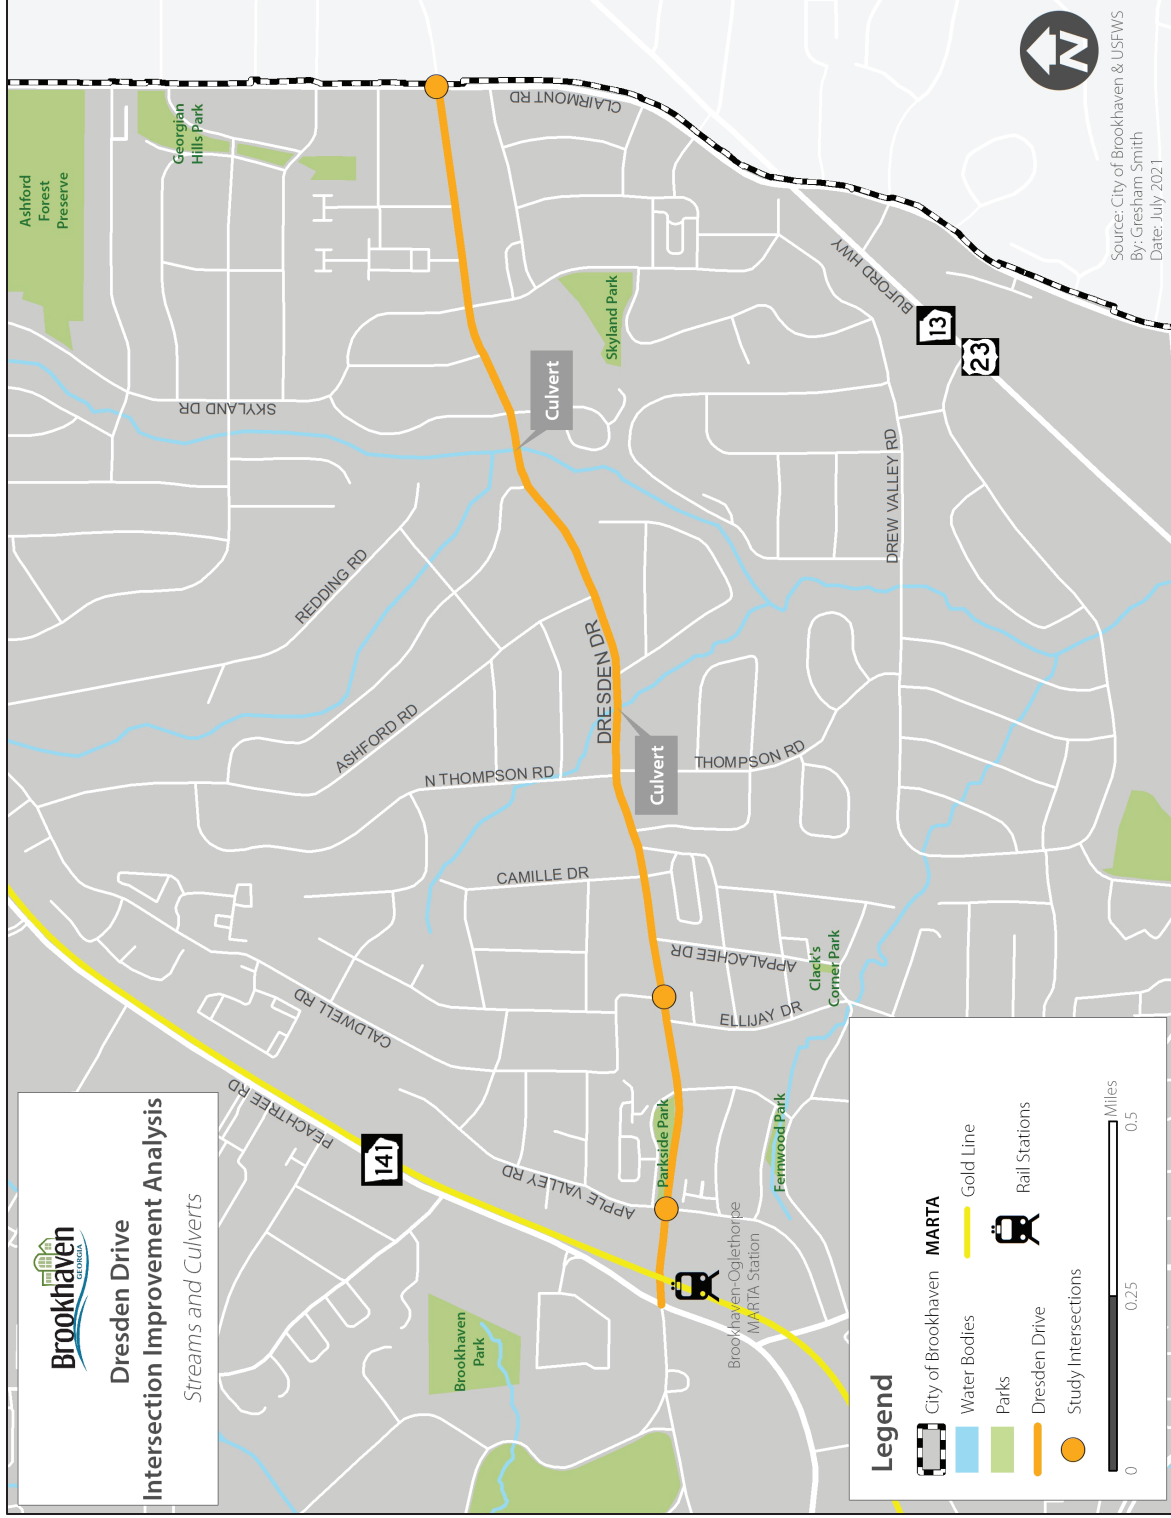 Brookhaven
GEORGIA
Dresden Drive
Intersection Improvement Analysis
Streams and Culverts
Ashford
Forest
Preserve
Georgian
Hills Park
CLAIRMONT RD
SKYLAND DR
Skyland Park
Culvert
BUFORD HWY
13
23
DREW VALLEY RD
REDDING RD
ASHFORD RD
DRESDEN DR
N THOMPSON RD
Culvert
THOMPSON RD
CAMILLE DR
APPALACHEE DR
Clack's
Corner Park
ELLIJAY DR
CALDWELL RD
PEACHTREE RD
141
APPLE VALLEY RD
Parkside Park
Fernwood Park
Brookhaven
Park
Brookhaven-Oglethorpe
MARTA Station
Legend
City of Brookhaven
Water Bodies
Parks
Dresden Drive
Study Intersections
MARTA
Gold Line
Rail Stations
0
0.25
0.5
Miles
N
Source: City of Brookhaven & USFWS
By: Gresham Smith
Date: July 2021